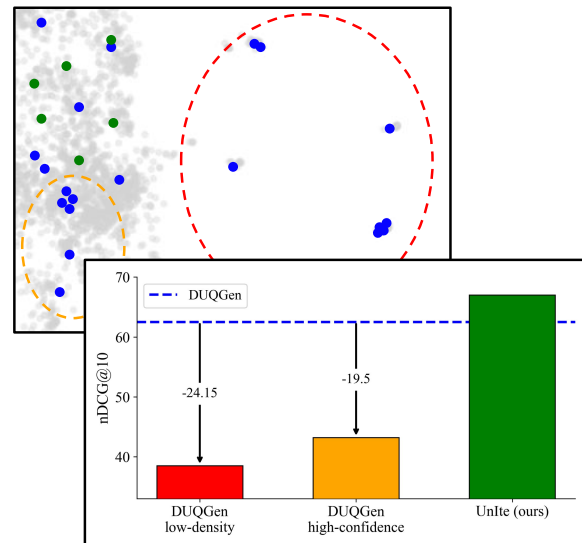 70
60
50
40
nDCG@10
DUQGen
-24.15
-19.5
DUQGen
low-density
DUQGen
high-confidence
UnIte (ours)